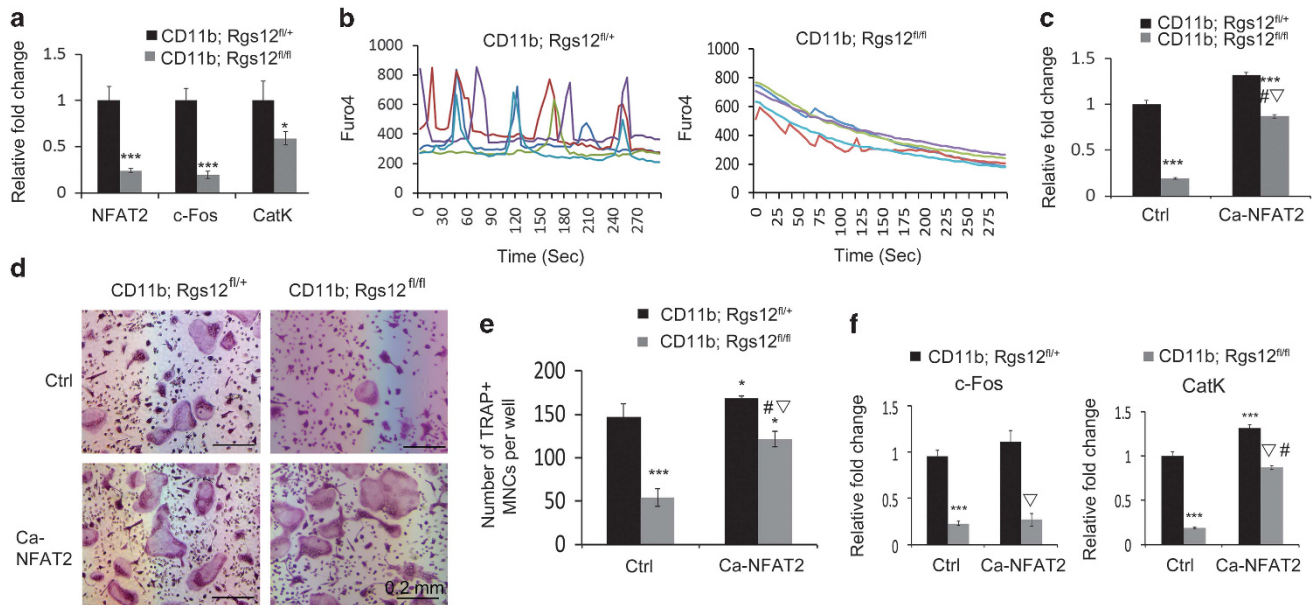 a
CD11b; Rgs12fl/+
CD11b; Rgs12fl/fl
Relative fold change
1.5
1
0.5
0
***
***
*
NFAT2 c-Fos CatK
b
CD11b; Rgs12fl/+
Furo4
1000
800
600
400
200
0
0 30 60 90 120 150 180 210 240 270
Time (Sec)
CD11b; Rgs12fl/fl
Furo4
1000
800
600
400
200
0
0 25 50 75 100 125 150 175 200 225 250 275
Time (Sec)
c
CD11b; Rgs12fl/+
CD11b; Rgs12fl/fl
Relative fold change
1.5
1
0.5
0
***
***
#▽
Ctrl Ca-NFAT2
d
CD11b; Rgs12fl/+ CD11b; Rgs12fl/fl
Ctrl
Ca-
NFAT2
0.2 mm
e
CD11b; Rgs12fl/+
CD11b; Rgs12fl/fl
Number of TRAP+
MNCs per well
200
150
100
50
0
***
*
#▽
*
Ctrl Ca-NFAT2
f
CD11b; Rgs12fl/+
CD11b; Rgs12fl/fl
c-Fos
Relative fold change
1.5
1
0.5
0
***
▽
Ctrl Ca-NFAT2
CatK
Relative fold change
1.5
1
0.5
0
***
***
▽ #
Ctrl Ca-NFAT2